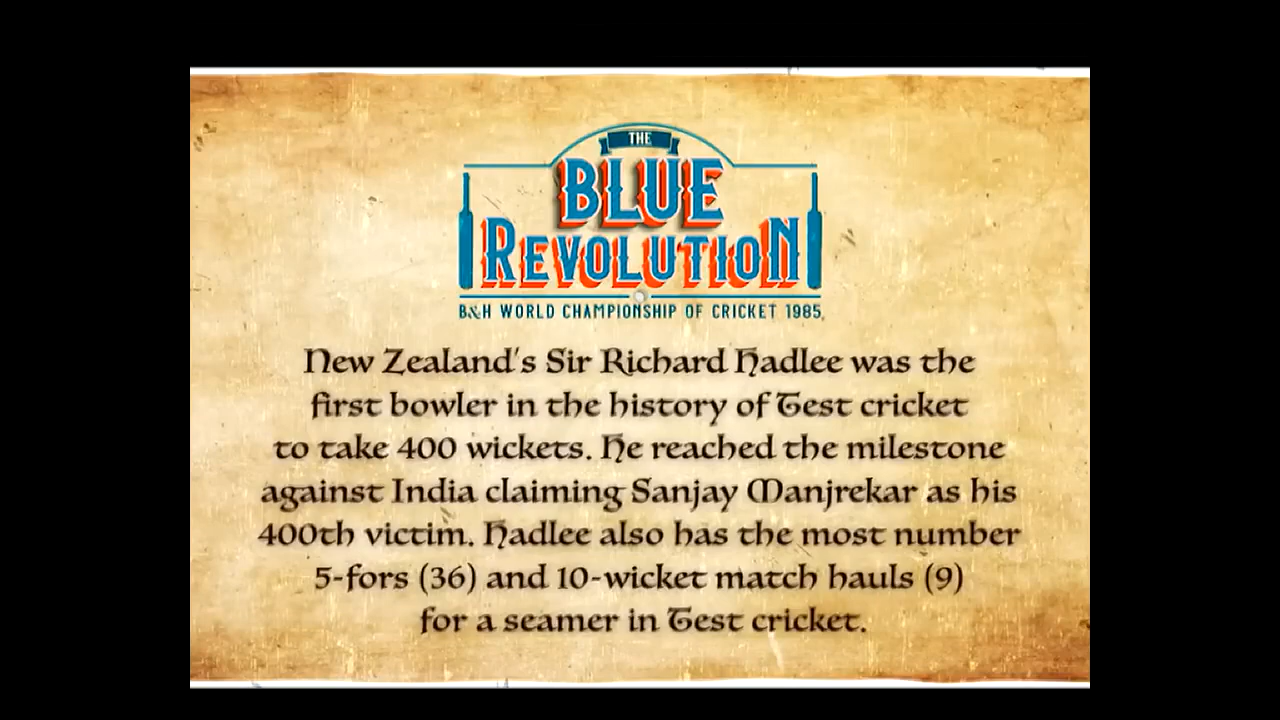 THE
BLUE
REVOLUTION
B&H WORLD CHAMPIONSHIP OF CRICKET 1985
New Zealand's Sir Richard Hadlee was the
first bowler in the history of Test cricket
to take 400 wickets. He reached the milestone
against India claiming Sanjay Manjrekar as his
400th victim. Hadlee also has the most number
5-fors (36) and 10-wicket match hauls (9)
for a seamer in Test cricket.